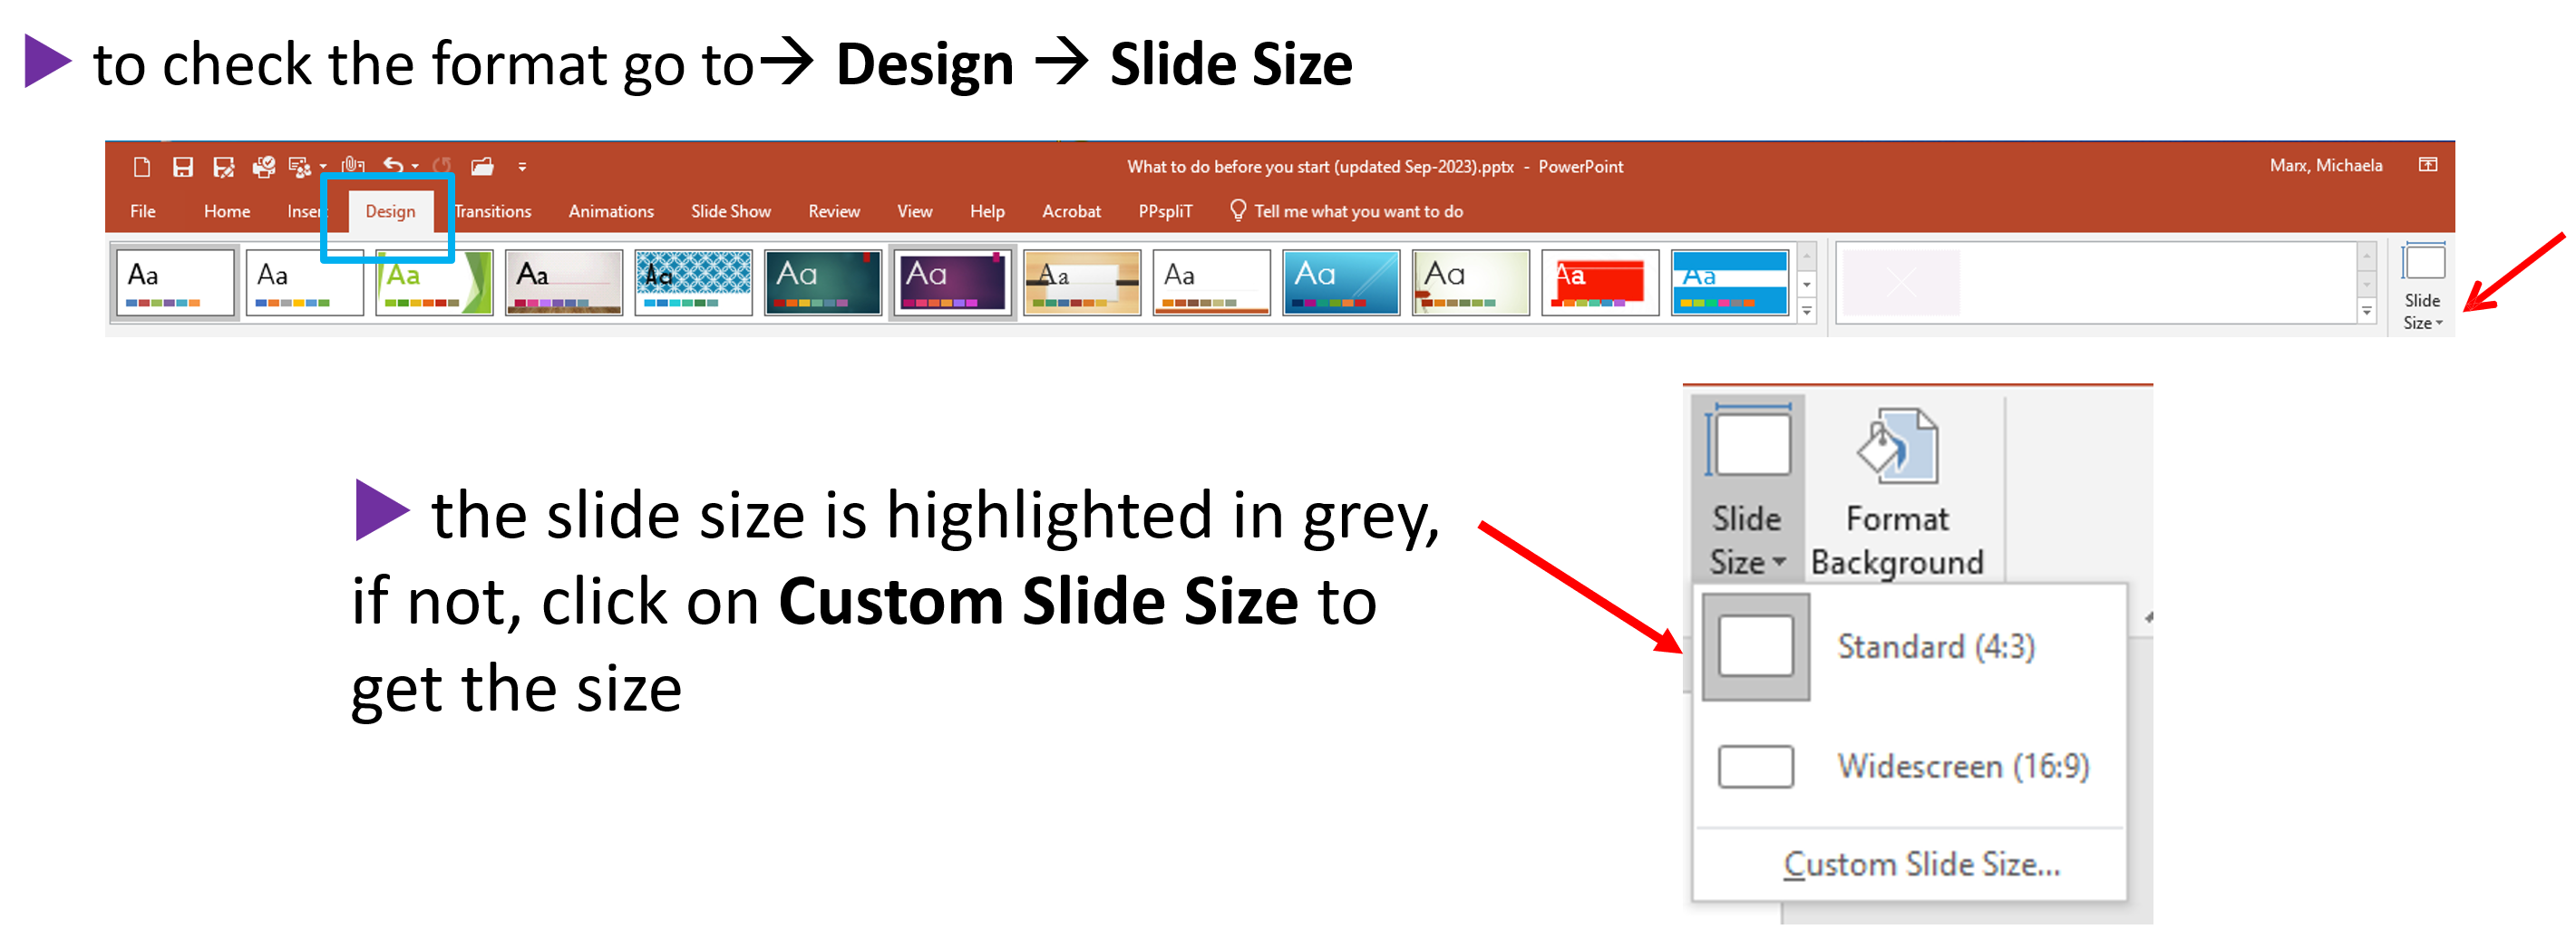 to check the format go to→ Design → Slide Size
What to do before you start (updated Sep-2023).pptx - PowerPoint
Marx, Michaela
File Home Insert Design Transitions Animations Slide Show Review View Help Acrobat PPspliT Tell me what you want to do
Aa Aa Aa Aa Aa Aa Aa Aa Aa Aa Aa Aa Aa
Slide
Size
the slide size is highlighted in grey,
if not, click on Custom Slide Size to
get the size
Slide
Size
Format
Background
Standard (4:3)
Widescreen (16:9)
Custom Slide Size...